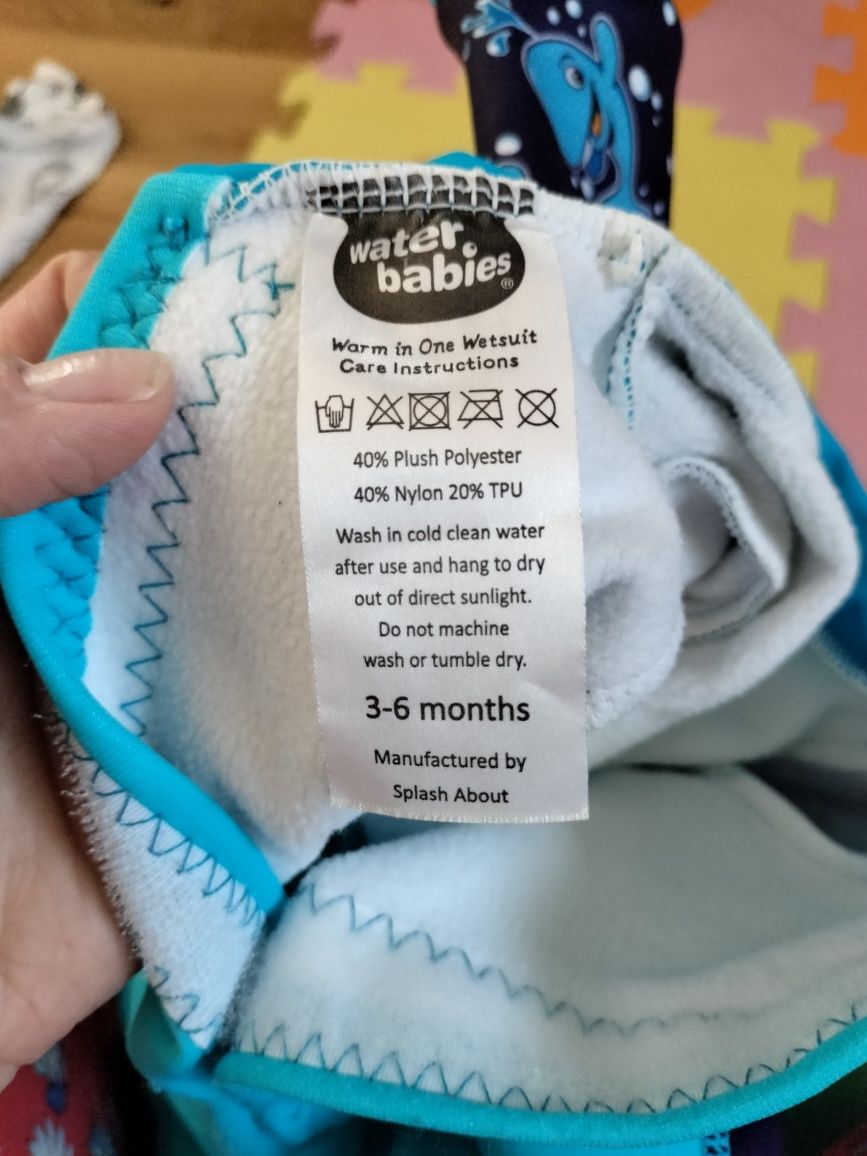 water
babies®
Warm in One Wetsuit
Care Instructions
40% Plush Polyester
40% Nylon 20% TPU
Wash in cold clean water
after use and hang to dry
out of direct sunlight.
Do not machine
wash or tumble dry.
3-6 months
Manufactured by
Splash About